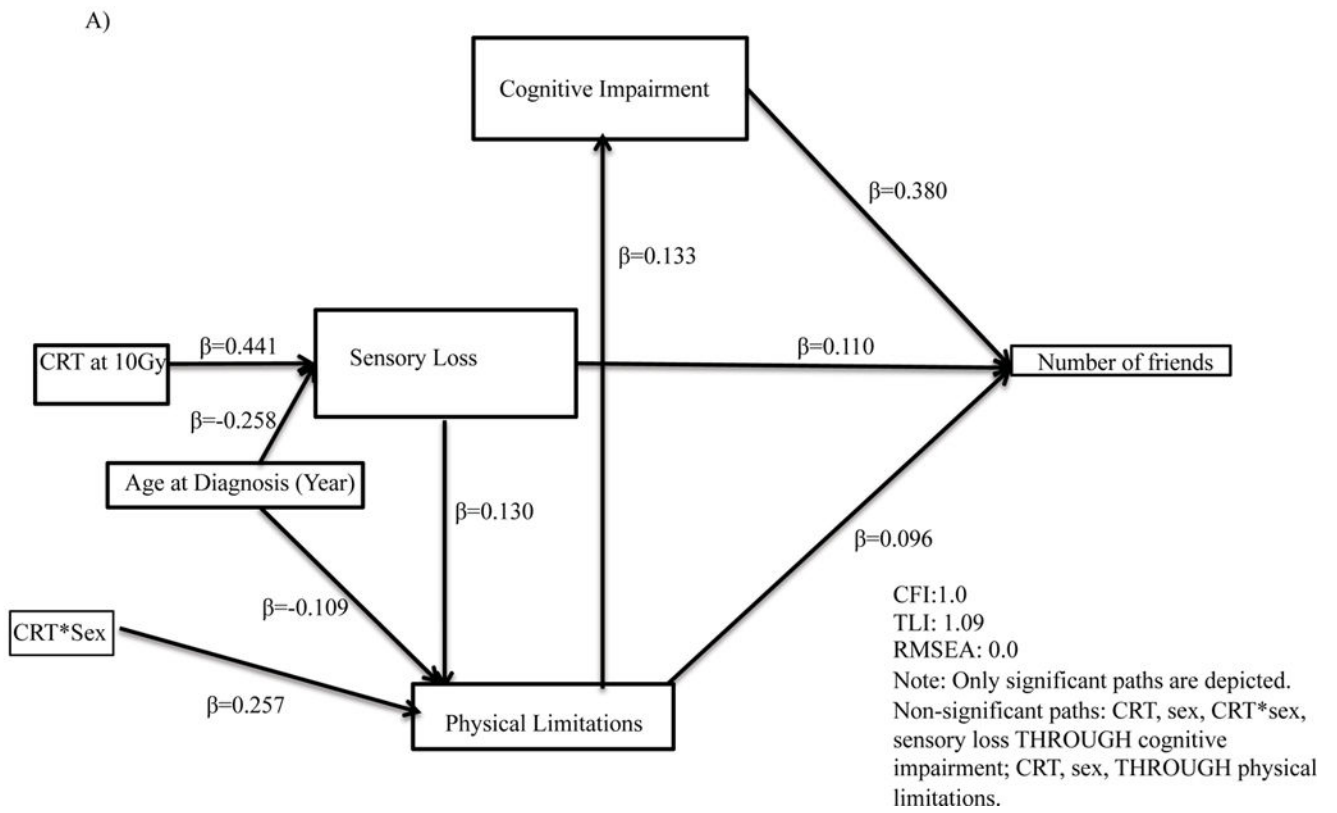 A)
Cognitive Impairment
β=0.380
β=0.133
CRT at 10Gy
β=0.441
Sensory Loss
β=0.110
Number of friends
β=-0.258
Age at Diagnosis (Year)
β=0.130
β=0.096
β=-0.109
CRT*Sex
β=0.257
Physical Limitations
CFI:1.0
TLI: 1.09
RMSEA: 0.0
Note: Only significant paths are depicted.
Non-significant paths: CRT, sex, CRT*sex,
sensory loss THROUGH cognitive
impairment; CRT, sex, THROUGH physical
limitations.